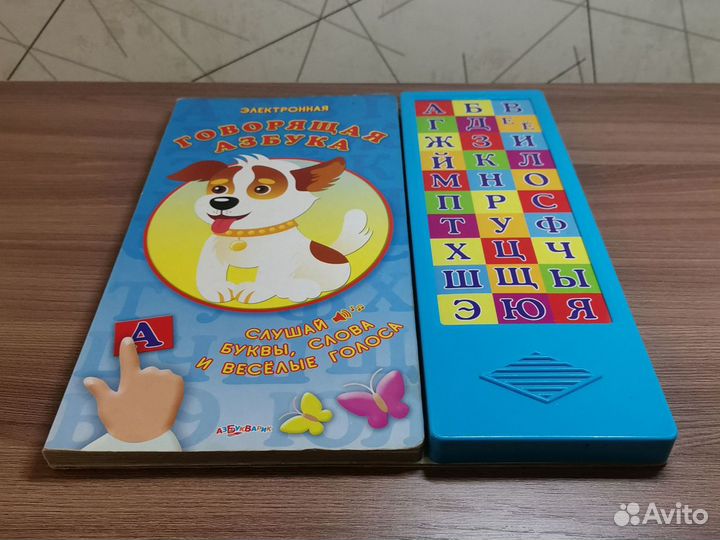 ЭЛЕКТРОННАЯ
ГОВОРЯЩАЯ
АЗБУКА
А
СЛУШАЙ
БУКВЫ, СЛОВА
И ВЕСЁЛЫЕ ГОЛОСА
АЗБУКВАРИК
А Б В
Г Д Е Ё
Ж З И
Й К Л
М Н О
П Р С
Т У Ф
Х Ц Ч
Ш Щ Ы
Э Ю Я
Avito